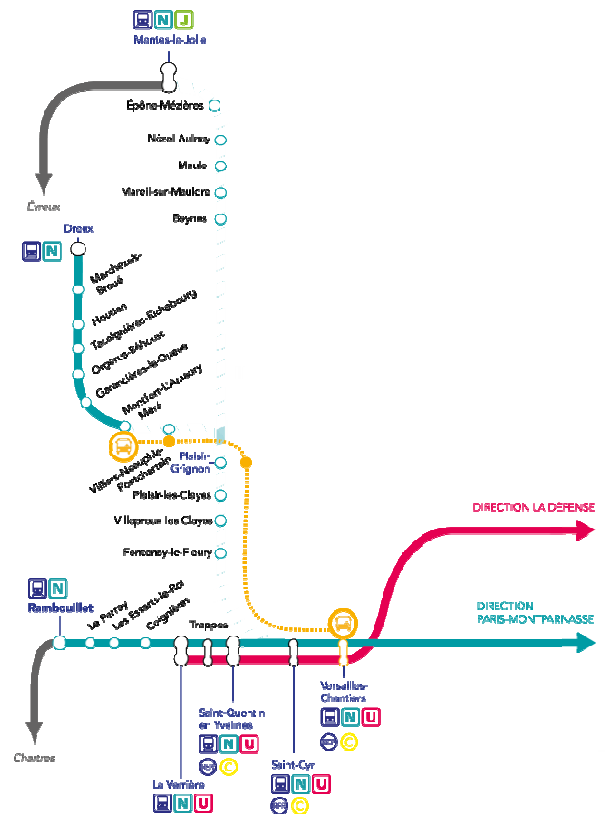 N J
Mantes-la-Jolie
Épône-Mézières
Nézel-Aulnay
Maule
Mareil-sur-Mauldre
Beynes
Évreux
Dreux
N
Marchezais-
Broué
Houdan
Tacoignières-Richebourg
Orgerus-Béhoust
Garancières-la-Queue
Montfort-L'Amaury
Méré
Villiers-Neauphle-
Pontchartrain
Plaisir-
Grignon
Plaisir-les-Clayes
Villepreux-les-Clayes
Fontenay-le-Fleury
DIRECTION LA DÉFENSE
N
Rambouillet
Le Perray
Les Essarts-le-Roi
Coignières
Trappes
DIRECTION
PARIS-MONTPARNASSE
Chartres
Saint-Quentin
en Yvelines
N U
RER C
La Verrière
N U
Saint-Cyr
N U
RER C
Versailles-
Chantiers
N U
RER C